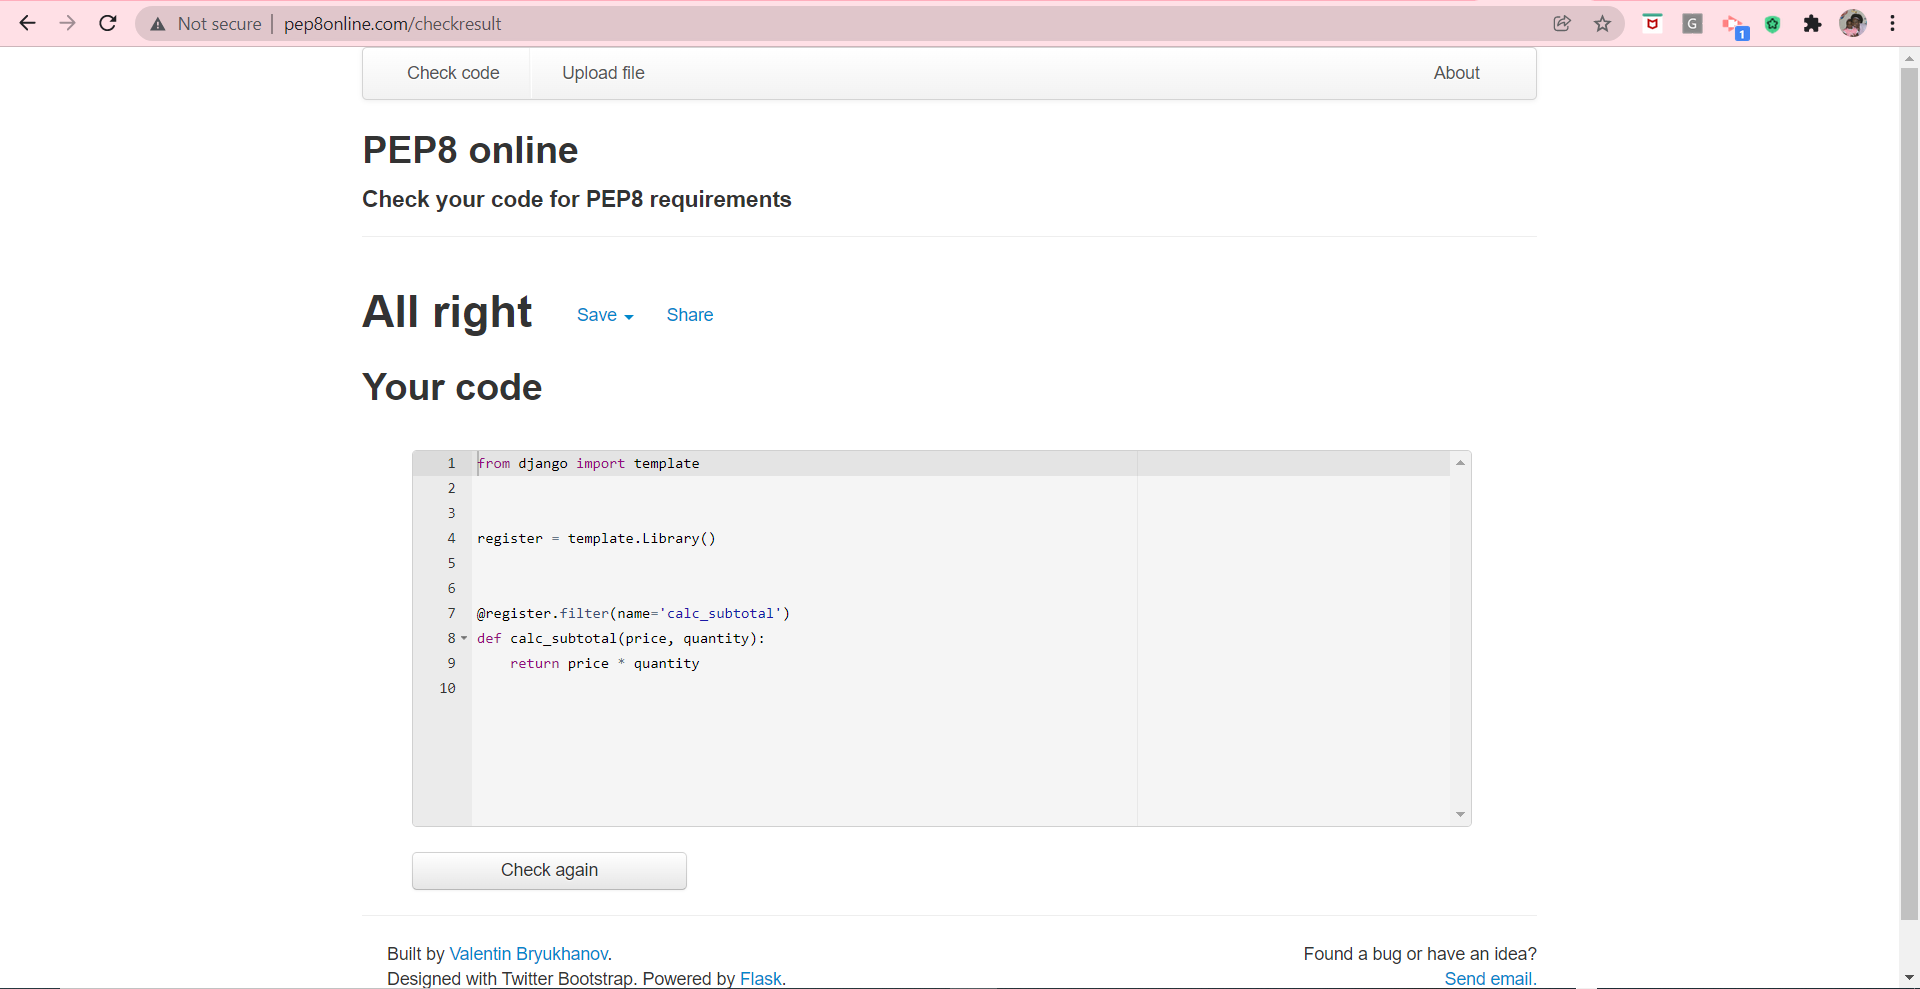 Not secure | pep8online.com/checkresult
G
1
Check code Upload file About
PEP8 online
Check your code for PEP8 requirements
All right Save Share
Your code
1 from django import template
2
3
4 register = template.Library()
5
6
7 @register.filter(name='calc_subtotal')
8 def calc_subtotal(price, quantity):
9 return price * quantity
10
Check again
Built by Valentin Bryukhanov. Found a bug or have an idea?
Designed with Twitter Bootstrap. Powered by Flask. Send email.